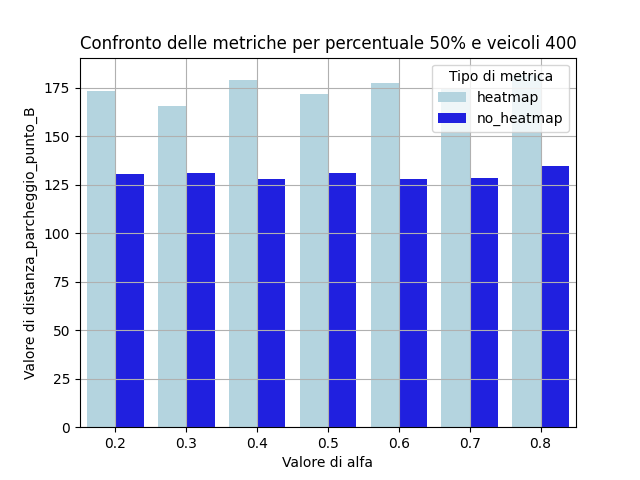 Confronto delle metriche per percentuale 50% e veicoli 400
Valore di distanza_parcheggio_punto_B
175
150
125
100
75
50
25
0
Tipo di metrica
heatmap
no_heatmap
0.2 0.3 0.4 0.5 0.6 0.7 0.8
Valore di alfa